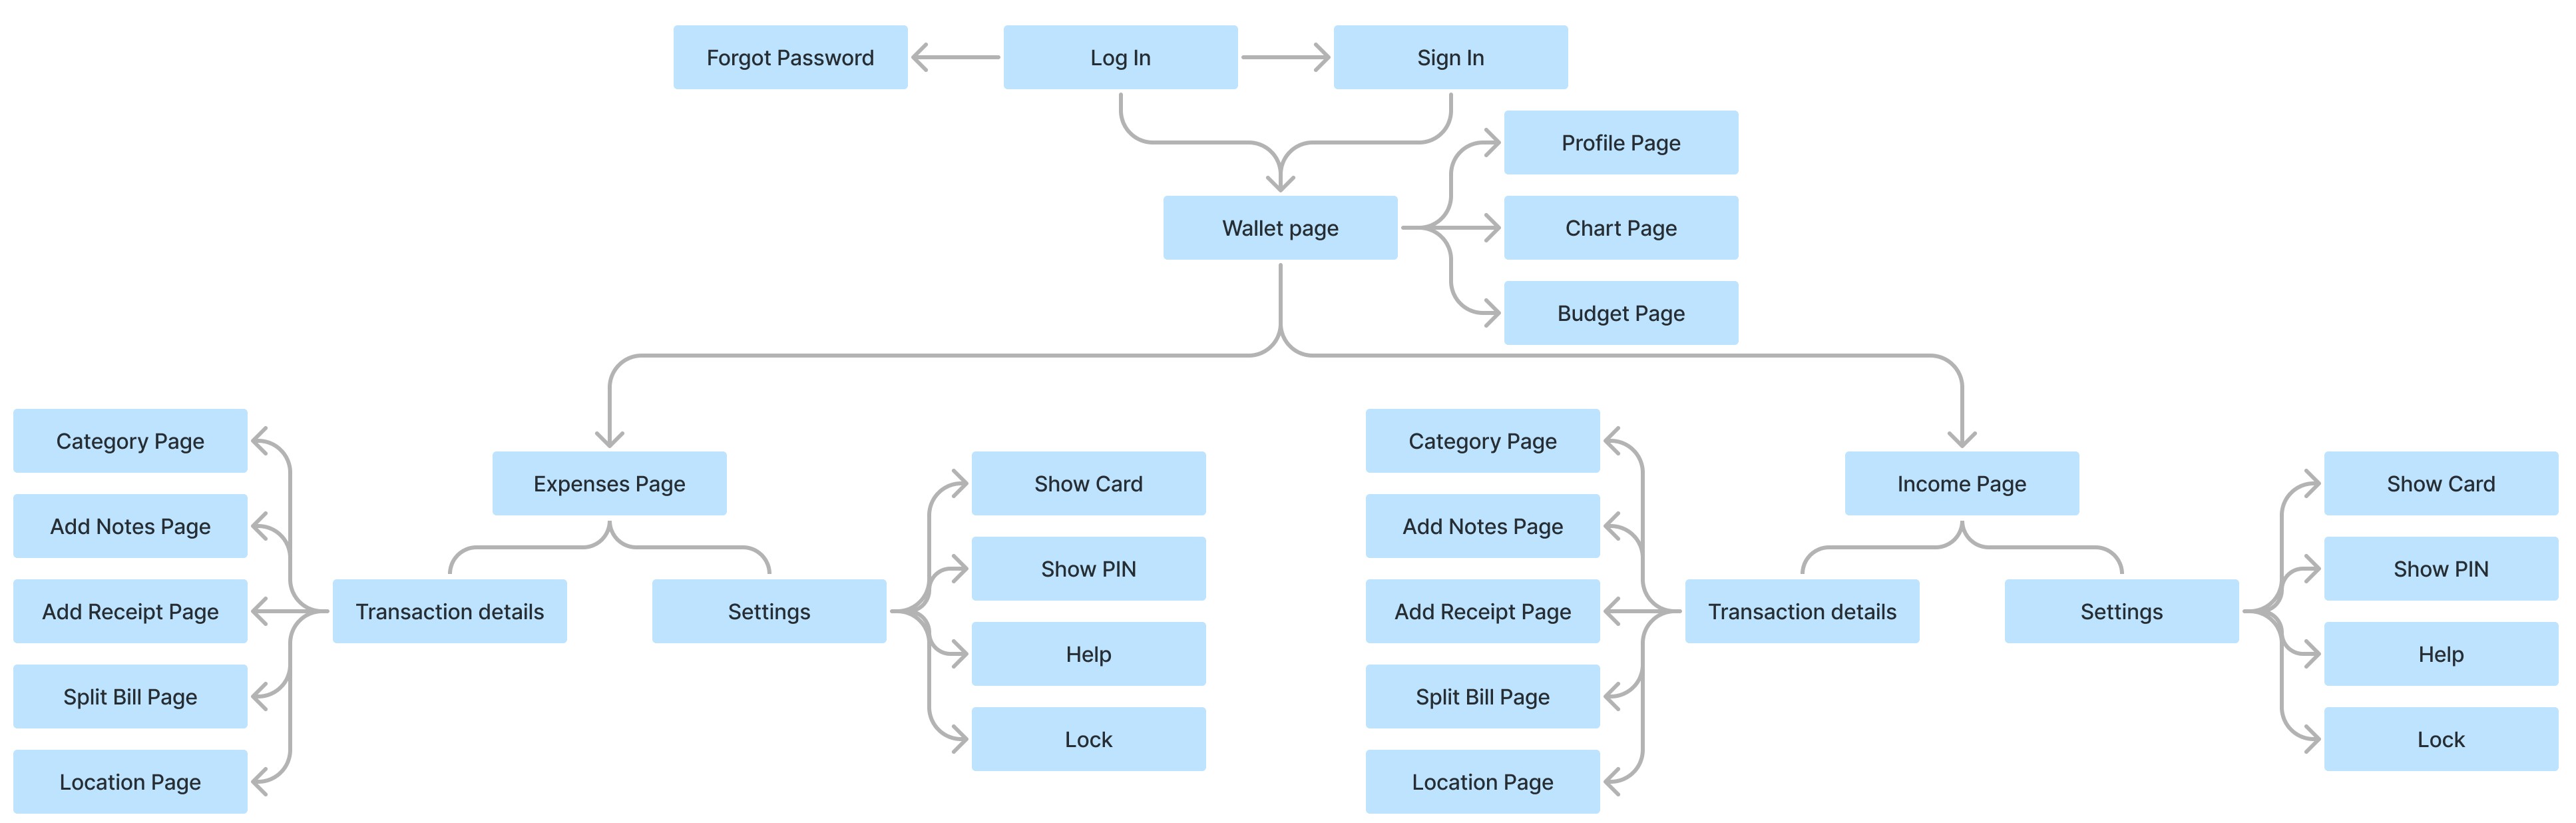 Forgot Password
Log In
Sign In
Profile Page
Wallet page
Chart Page
Budget Page
Category Page
Add Notes Page
Add Receipt Page
Split Bill Page
Location Page
Expenses Page
Transaction details
Settings
Show Card
Show PIN
Help
Lock
Category Page
Add Notes Page
Add Receipt Page
Split Bill Page
Location Page
Income Page
Transaction details
Settings
Show Card
Show PIN
Help
Lock